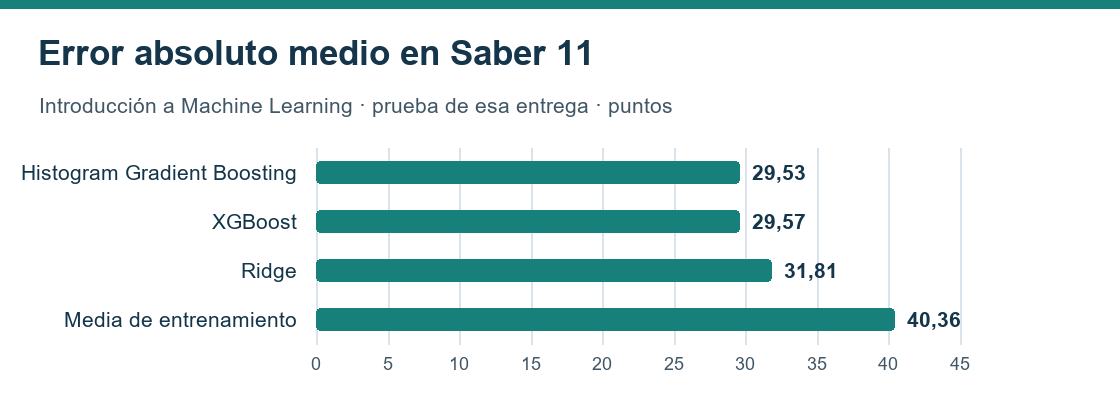 Error absoluto medio en Saber 11
Introducción a Machine Learning · prueba de esa entrega · puntos
Histogram Gradient Boosting 29,53
XGBoost 29,57
Ridge 31,81
Media de entrenamiento 40,36
0 5 10 15 20 25 30 35 40 45